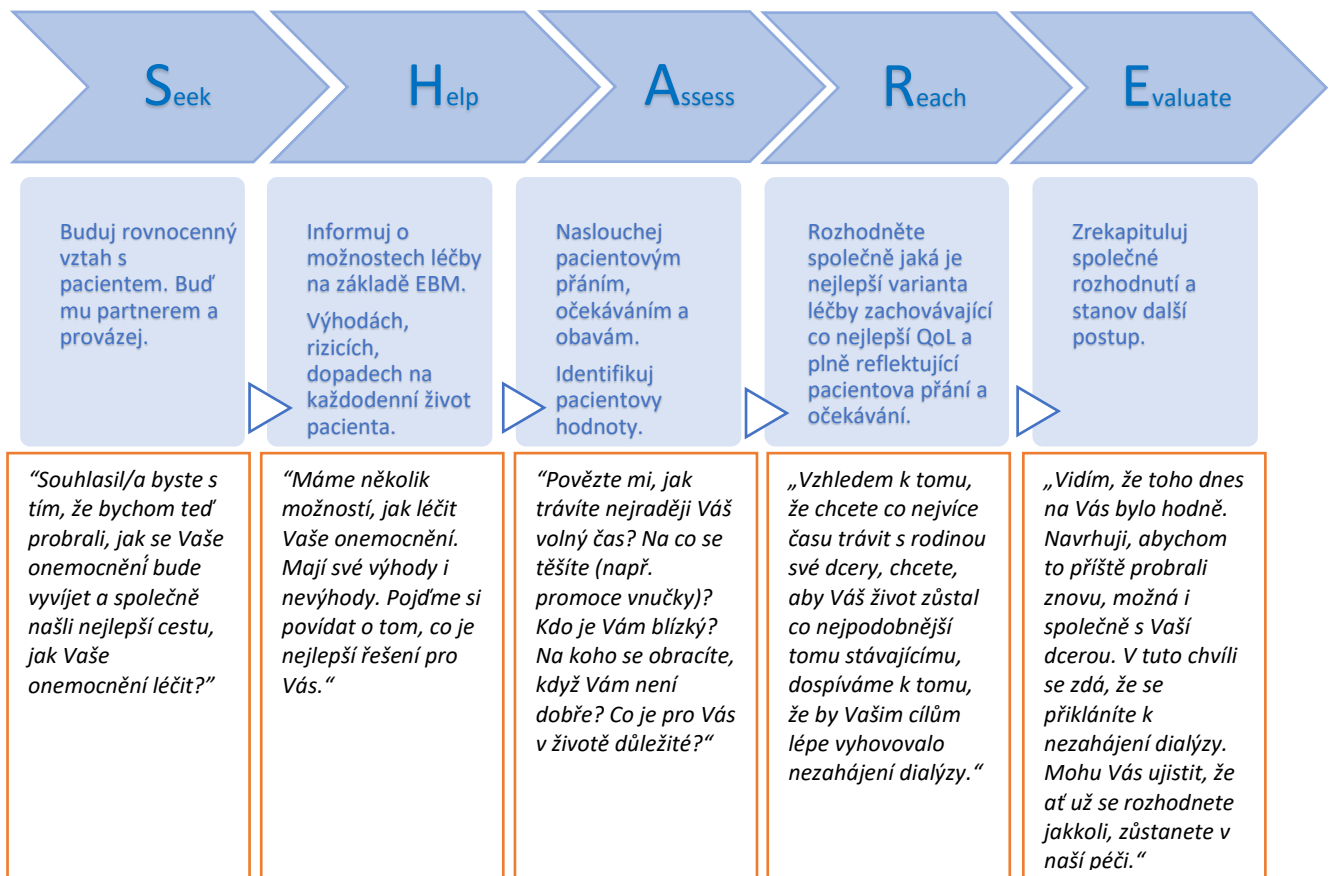 Seek
Help
Assess
Reach
Evaluate
Buduj rovnocenný
vztah s
pacientem. Buď
mu partnerem a
provázej.
Informuj o
možnostech léčby
na základě EBM.
Výhodách,
rizicích,
dopadech na
každodenní život
pacienta.
Naslouchej
pacientovým
přáním,
očekáváním a
obavám.
Identifikuj
pacientovy
hodnoty.
Rozhodněte
společně jaká je
nejlepší varianta
léčby zachovávající
co nejlepší QoL a
plně reflektující
pacientova přání a
očekávání.
Zrekapituluj
společné
rozhodnutí a
stanov další
postup.
“Souhlasil/a byste s
tím, že bychom teď
probrali, jak se Vaše
onemocnění bude
vyvíjet a společně
našli nejlepší cestu,
jak Vaše
onemocnění léčit?”
“Máme několik
možností, jak léčit
Vaše onemocnění.
Mají své výhody i
nevýhody. Pojďme si
povídat o tom, co je
nejlepší řešení pro
Vás.“
“Povězte mi, jak
trávíte nejraději Váš
volný čas? Na co se
těšíte (např.
promoce vnučky)?
Kdo je Vám blízký?
Na koho se obracíte,
když Vám není
dobře? Co je pro Vás
v životě důležité?“
„Vzhledem k tomu,
že chcete co nejvíce
času trávit s rodinou
své dcery, chcete,
aby Váš život zůstal
co nejpodobnější
tomu stávajícímu,
dospíváme k tomu,
že by Vašim cílům
lépe vyhovovalo
nezahájení dialýzy.“
„Vidím, že toho dnes
na Vás bylo hodně.
Navrhuji, abychom
to příště probrali
znovu, možná i
společně s Vaší
dcerou. V tuto chvíli
se zdá, že se
přikláníte k
nezahájení dialýzy.
Mohu Vás ujistit, že
ať už se rozhodnete
jakkoli, zůstanete v
naší péči.“